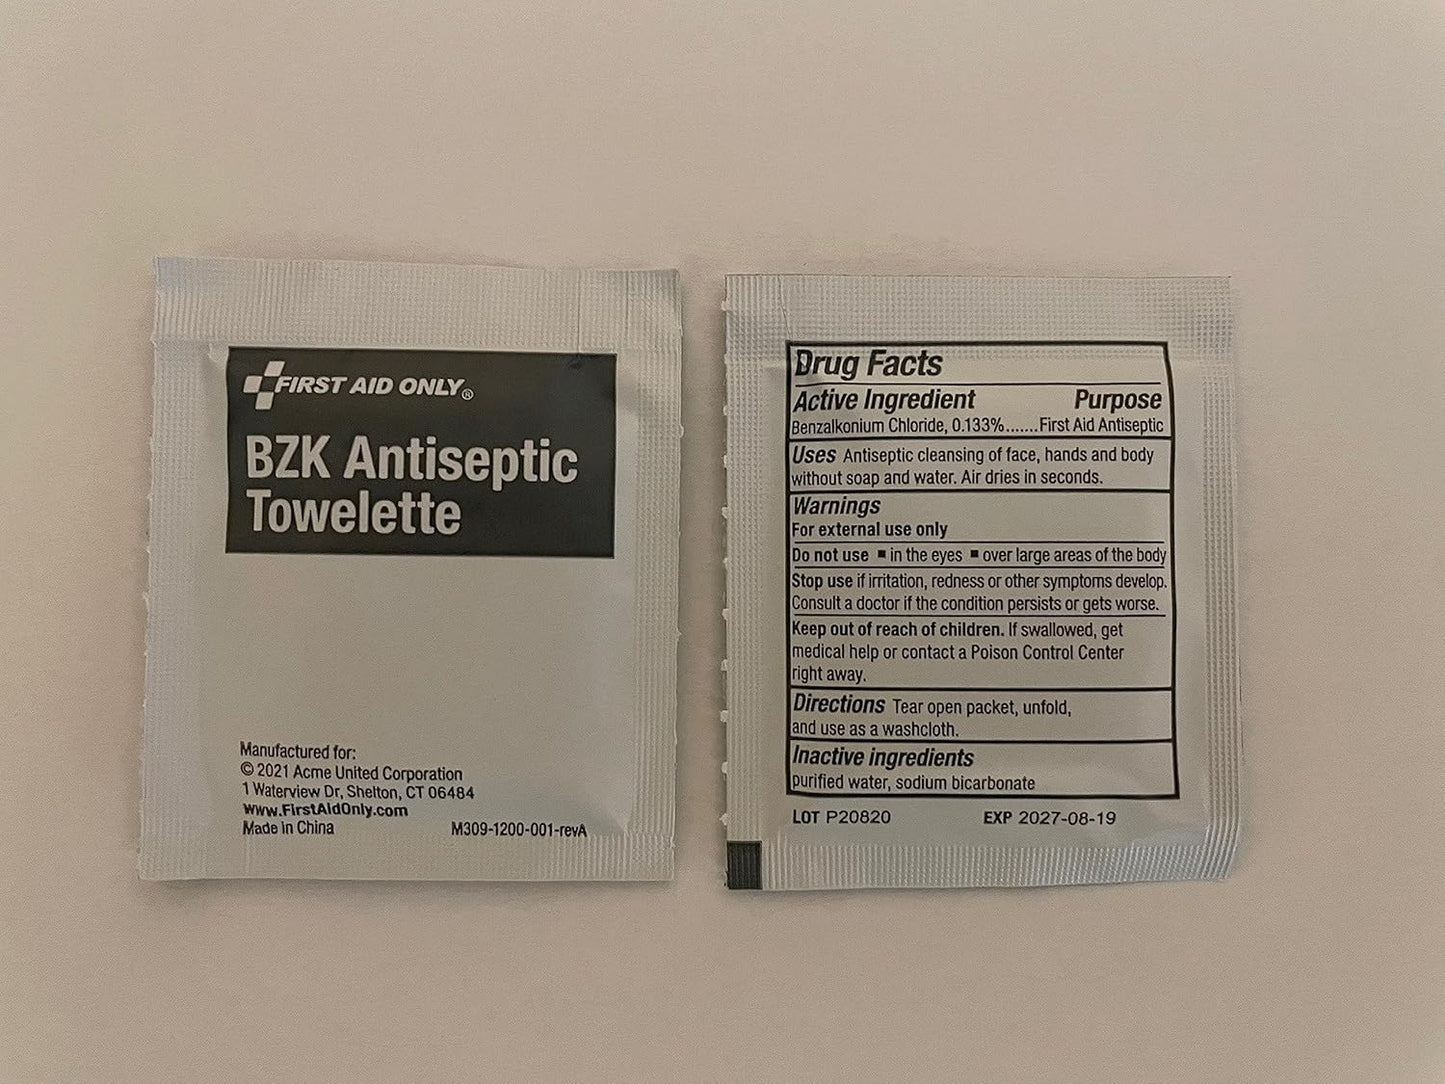 FIRST AID ONLY®
BZK Antiseptic
Towelette
Manufactured for:
© 2021 Acme United Corporation
1 Waterview Dr, Shelton, CT 06484
www.FirstAidOnly.com
Made in China M309-1200-001-revA
Drug Facts
Active Ingredient Purpose
Benzalkonium Chloride, 0.133%.......First Aid Antiseptic
Uses Antiseptic cleansing of face, hands and body
without soap and water. Air dries in seconds.
Warnings
For external use only
Do not use ■ in the eyes ■ over large areas of the body
Stop use if irritation, redness or other symptoms develop.
Consult a doctor if the condition persists or gets worse.
Keep out of reach of children. If swallowed, get
medical help or contact a Poison Control Center
right away.
Directions Tear open packet, unfold,
and use as a washcloth.
Inactive ingredients
purified water, sodium bicarbonate
LOT P20820 EXP 2027-08-19